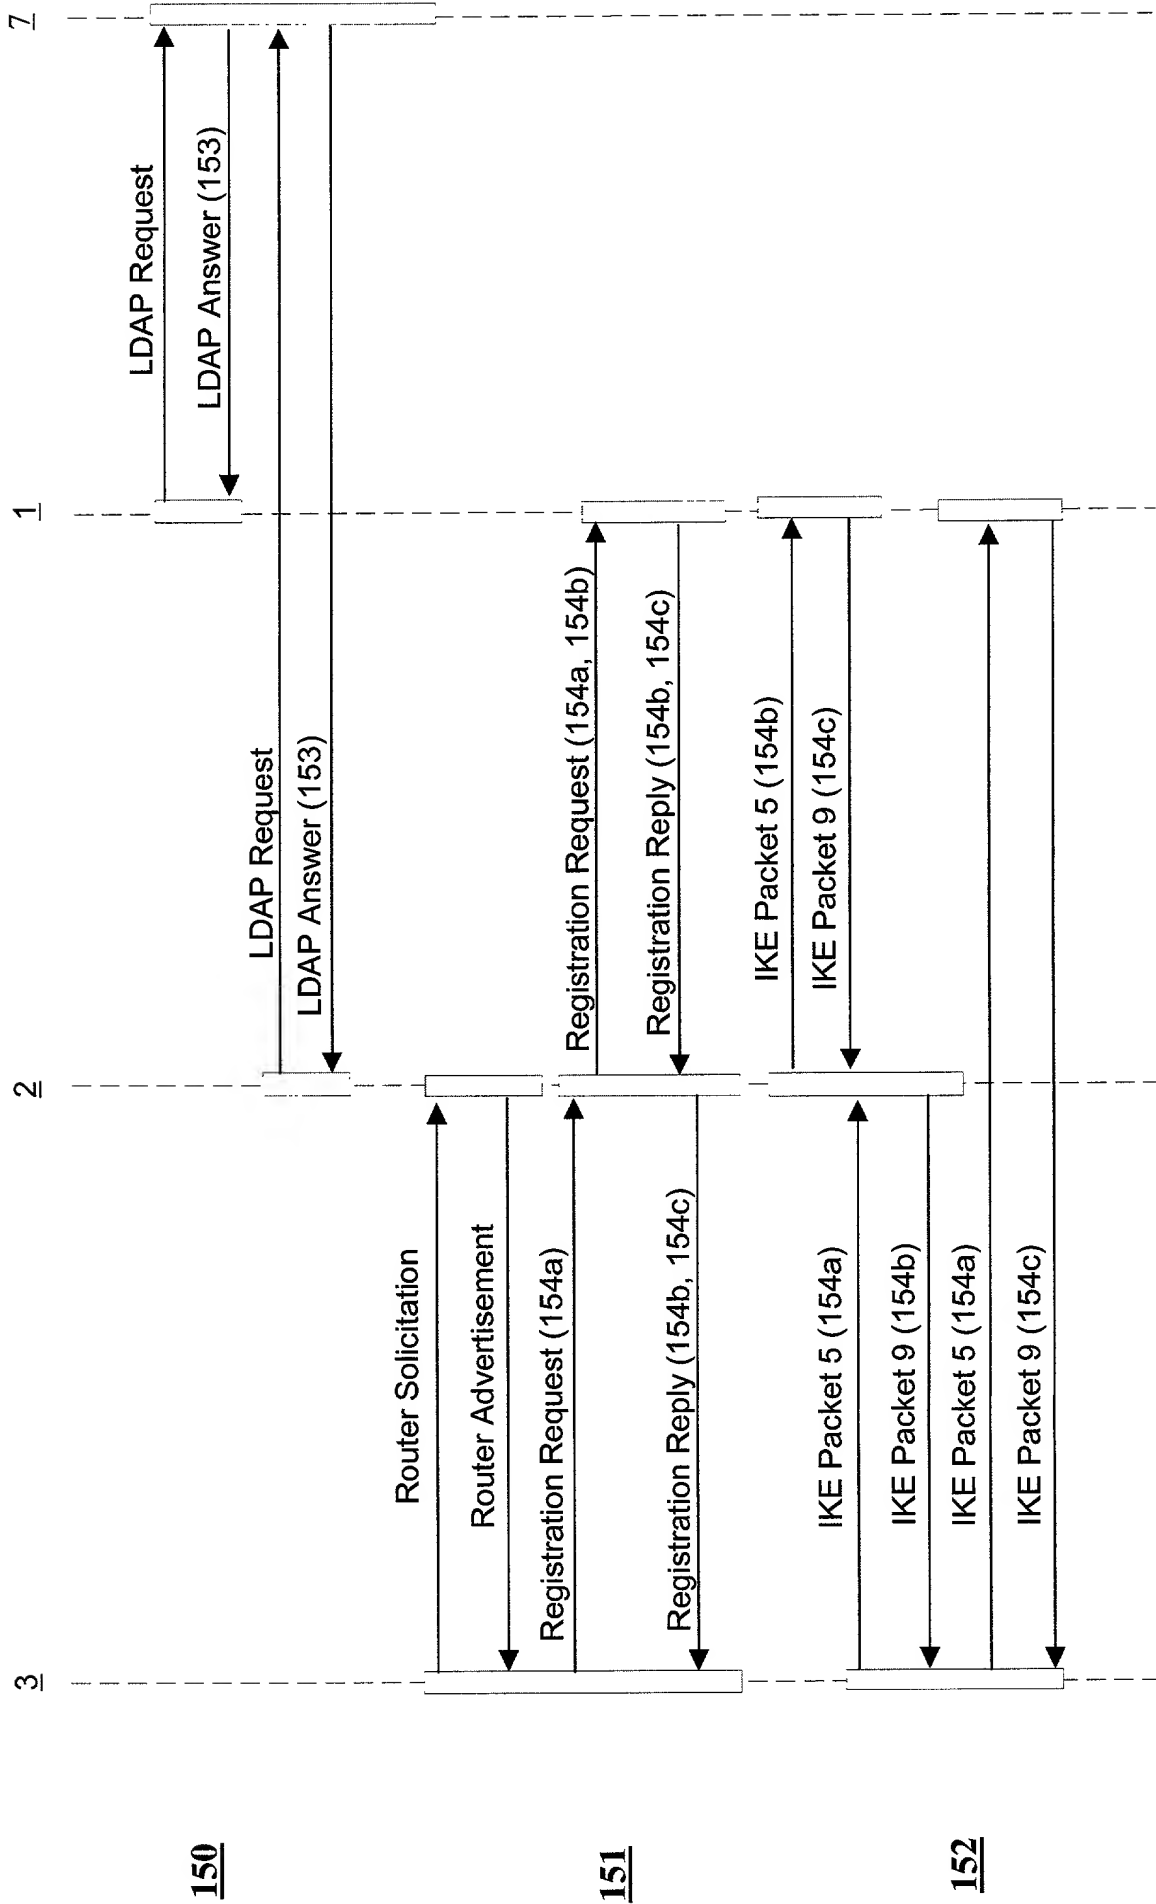 3
2
1
7
150
LDAP Request
LDAP Answer (153)
LDAP Request
LDAP Answer (153)
151
Router Solicitation
Router Advertisement
Registration Request (154a)
Registration Request (154a, 154b)
Registration Reply (154b, 154c)
Registration Reply (154b, 154c)
152
IKE Packet 5 (154b)
IKE Packet 9 (154c)
IKE Packet 5 (154a)
IKE Packet 9 (154b)
IKE Packet 5 (154a)
IKE Packet 9 (154c)